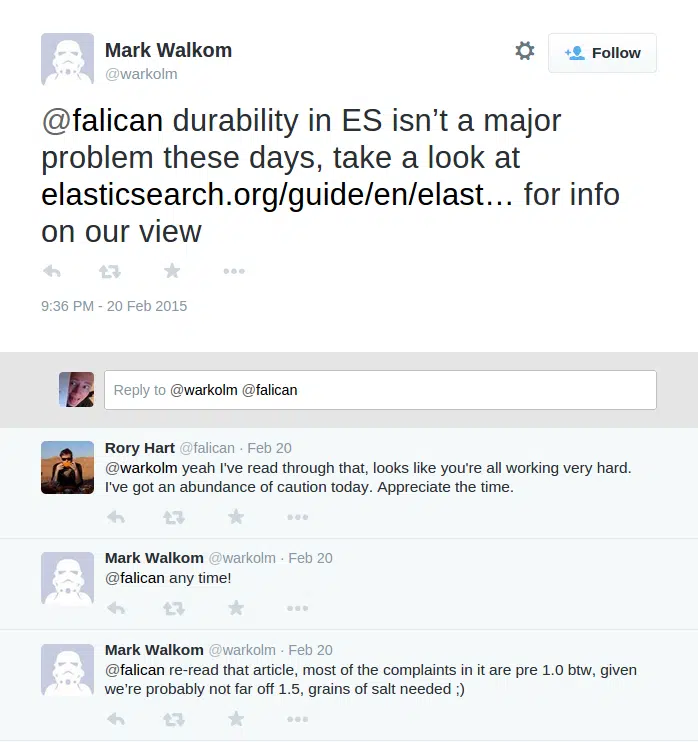 Mark Walkom
@warkolm
Follow
@falican durability in ES isn’t a major
problem these days, take a look at
elasticsearch.org/guide/en/elast… for info
on our view
9:36 PM - 20 Feb 2015
Reply to @warkolm @falican
Rory Hart @falican · Feb 20
@warkolm yeah I've read through that, looks like you're all working very hard.
I've got an abundance of caution today. Appreciate the time.
Mark Walkom @warkolm · Feb 20
@falican any time!
Mark Walkom @warkolm · Feb 20
@falican re-read that article, most of the complaints in it are pre 1.0 btw, given
we’re probably not far off 1.5, grains of salt needed ;)